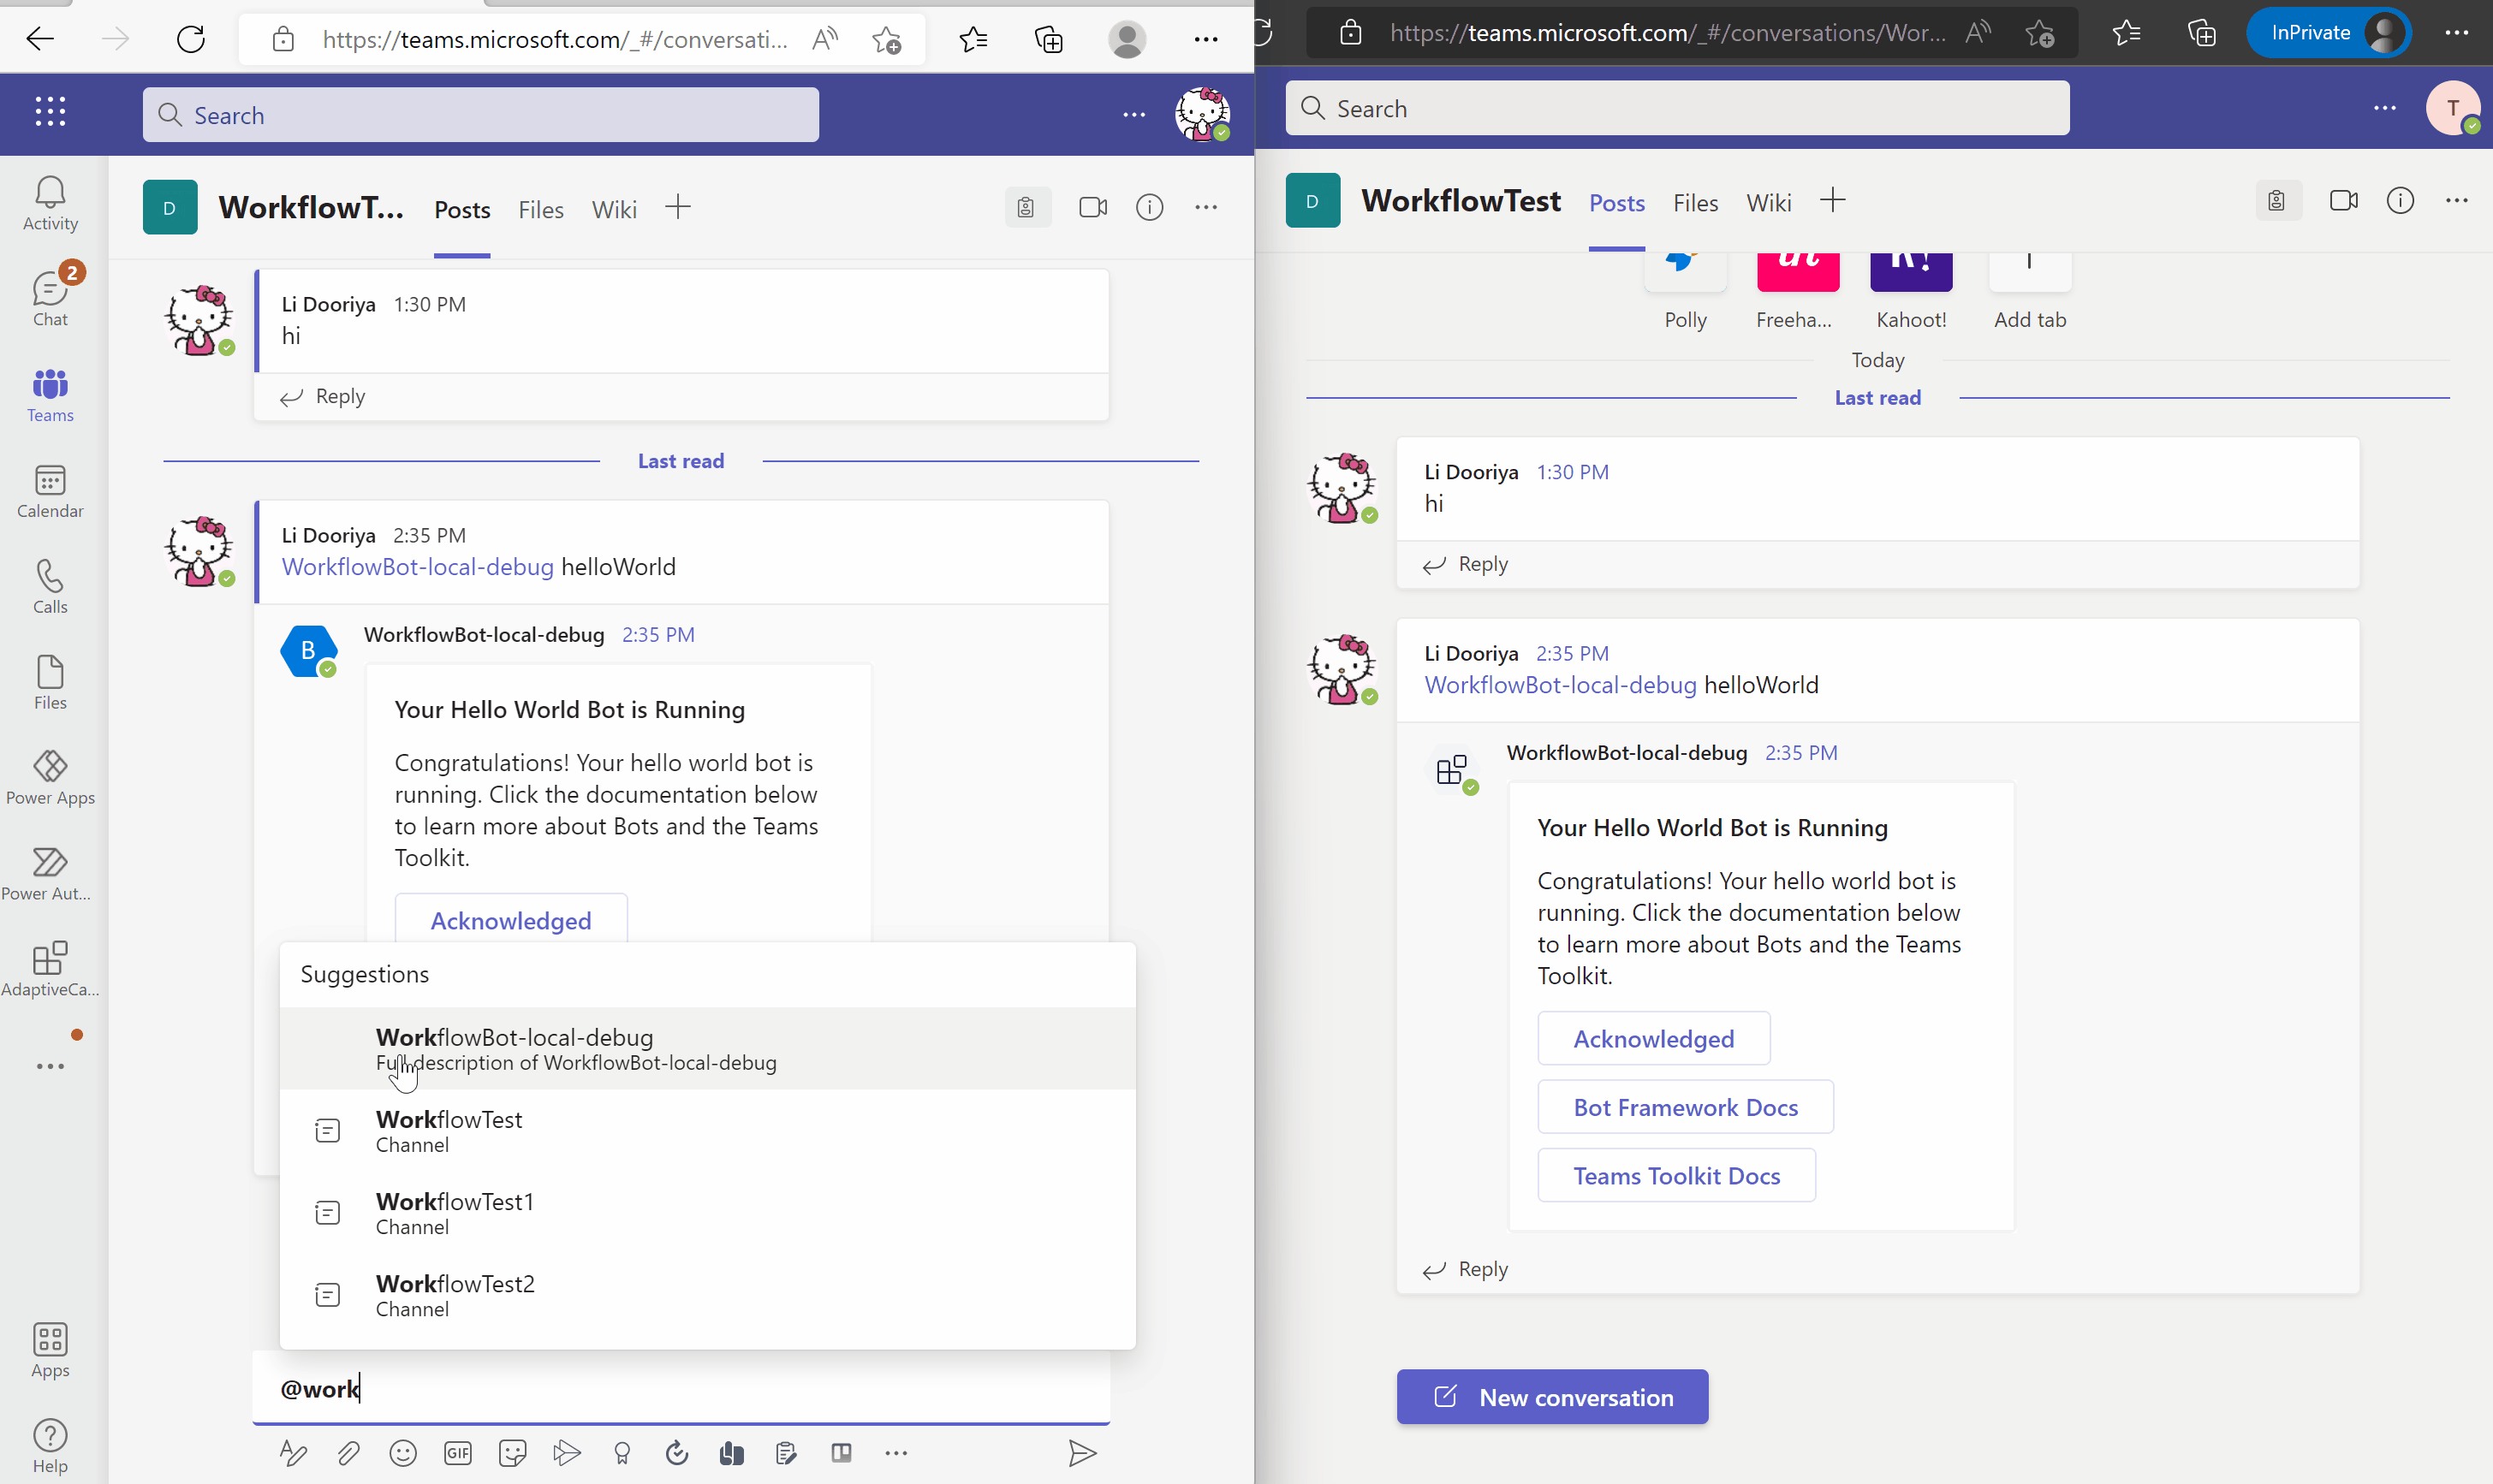 https://teams.microsoft.com/_#/conversati...
Search
WorkflowT...
Posts
Files
Wiki
D
Activity
2
Chat
Teams
Calendar
Calls
Files
Power Apps
Power Aut...
AdaptiveCa...
Apps
Help
Li Dooriya 1:30 PM
hi
Reply
Last read
Li Dooriya 2:35 PM
WorkflowBot-local-debug helloWorld
B
WorkflowBot-local-debug 2:35 PM
Your Hello World Bot is Running
Congratulations! Your hello world bot is
running. Click the documentation below
to learn more about Bots and the Teams
Toolkit.
Acknowledged
Suggestions
WorkflowBot-local-debug
description of WorkflowBot-local-debug
WorkflowTest
Channel
WorkflowTest1
Channel
WorkflowTest2
Channel
@work
GIF
https://teams.microsoft.com/_#/conversations/Wor...
InPrivate
Search
T
D
WorkflowTest
Posts
Files
Wiki
Polly
Freeha...
Kahoot!
Add tab
Today
Last read
Li Dooriya 1:30 PM
hi
Reply
Li Dooriya 2:35 PM
WorkflowBot-local-debug helloWorld
WorkflowBot-local-debug 2:35 PM
Your Hello World Bot is Running
Congratulations! Your hello world bot is
running. Click the documentation below
to learn more about Bots and the Teams
Toolkit.
Acknowledged
Bot Framework Docs
Teams Toolkit Docs
Reply
New conversation